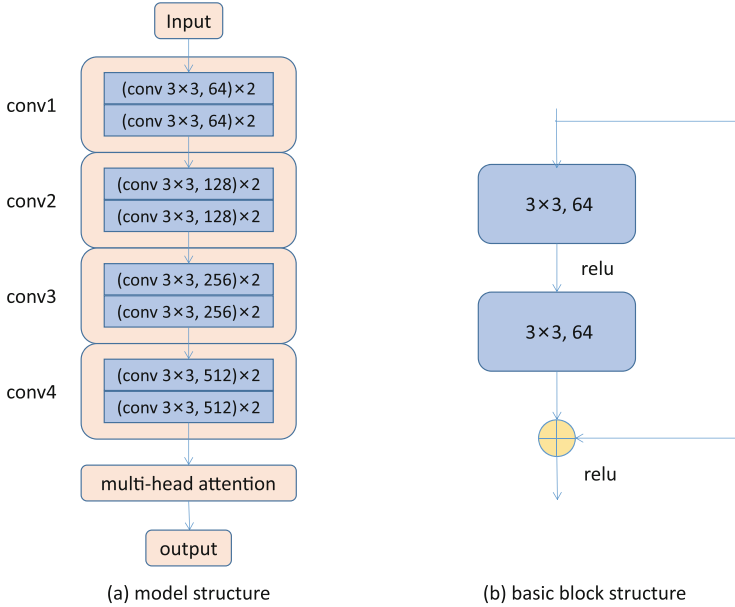 Input
conv1
(conv 3×3, 64)×2
(conv 3×3, 64)×2
conv2
(conv 3×3, 128)×2
(conv 3×3, 128)×2
conv3
(conv 3×3, 256)×2
(conv 3×3, 256)×2
conv4
(conv 3×3, 512)×2
(conv 3×3, 512)×2
multi-head attention
output
(a) model structure
3×3, 64
relu
3×3, 64
relu
(b) basic block structure